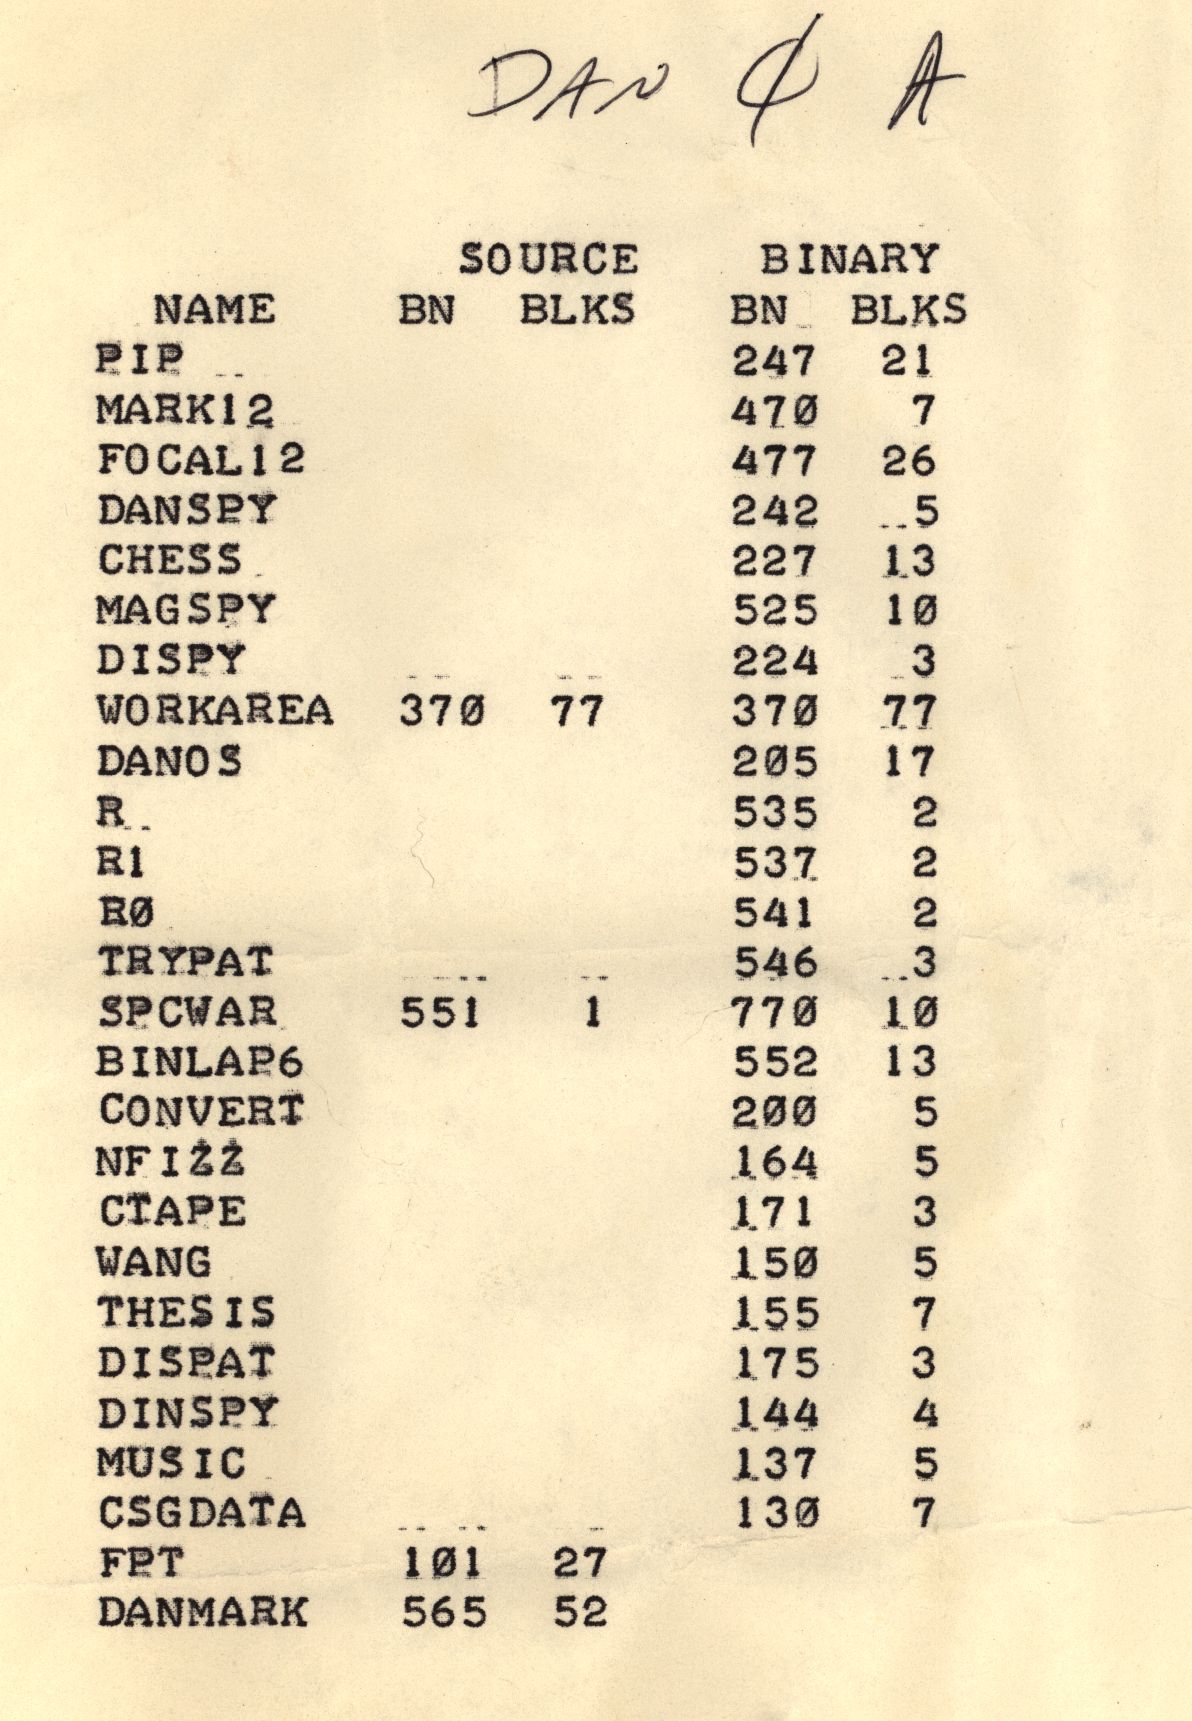 DAN Ø A
SOURCE BINARY
NAME BN BLKS BN BLKS
PIP 247 21
MARK12 470 7
FOCAL12 477 26
DANSPY 242 5
CHESS 227 13
MAGSPY 525 10
DISPY 224 3
WORKAREA 370 77 370 77
DANOS 205 17
R 535 2
R1 537 2
R0 541 2
TRYPAT 546 3
SPCWAR 551 1 770 10
BINLAP6 552 13
CONVERT 200 5
NFIZZ 164 5
CTAPE 171 3
WANG 150 5
THESIS 155 7
DISPAT 175 3
DINSPY 144 4
MUSIC 137 5
CSGDATA 130 7
FPT 101 27
DANMARK 565 52